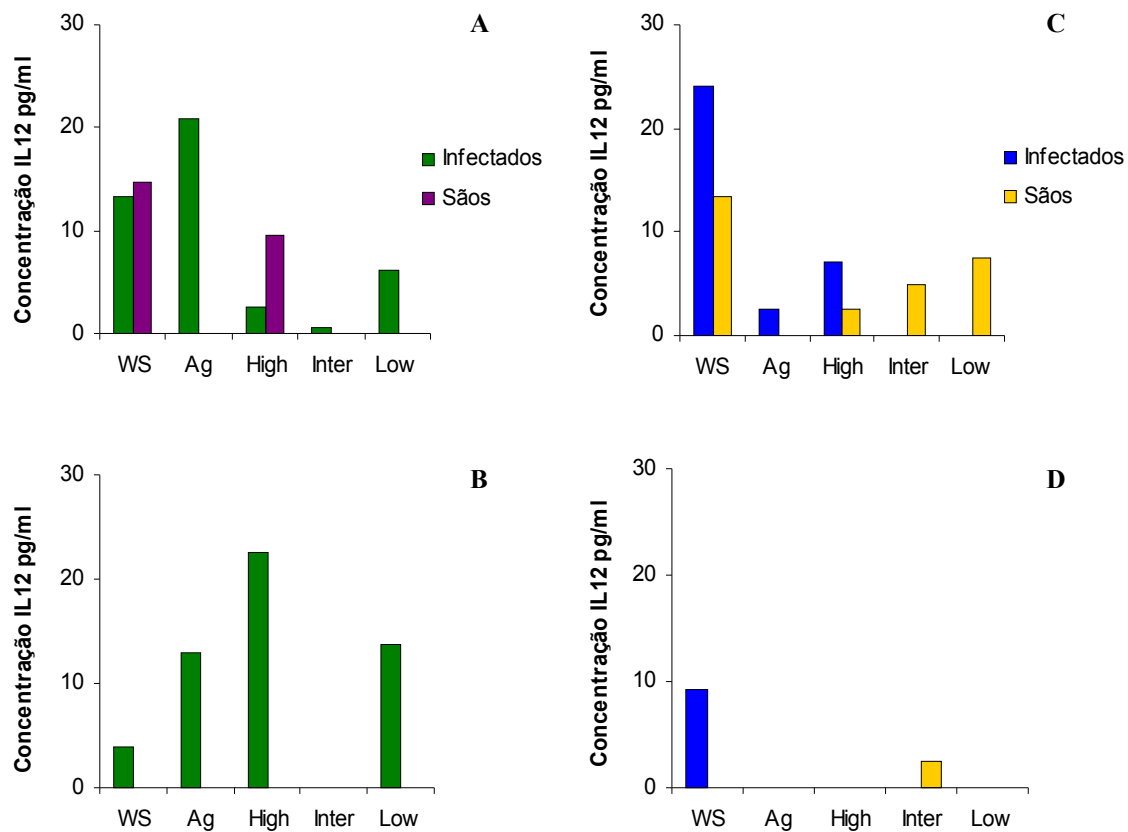 A
Concentração IL12 pg/ml
30
20
10
0
WS Ag High Inter Low
Infectados
Sãos
C
Concentração IL12 pg/ml
30
20
10
0
WS Ag High Inter Low
Infectados
Sãos
B
Concentração IL12 pg/ml
30
20
10
0
WS Ag High Inter Low
D
Concentração IL12 pg/ml
30
20
10
0
WS Ag High Inter Low